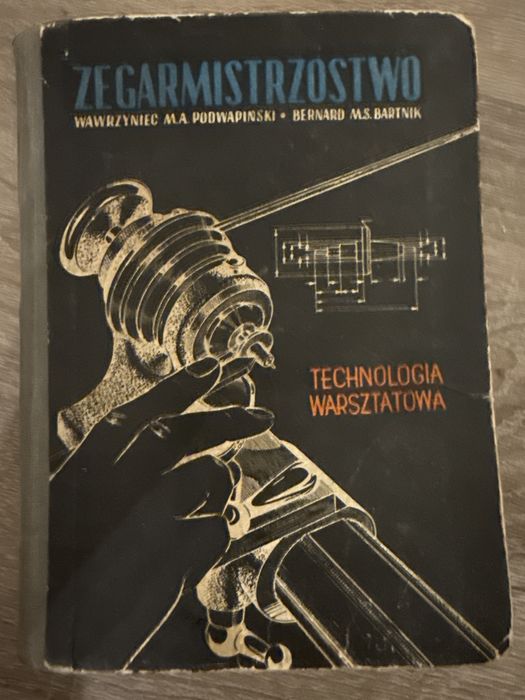 ZEGARMISTRZOSTWO
WAWRZYNIEC M.A. PODWAPIŃSKI • BERNARD M.S. BARTNIK
TECHNOLOGIA
WARSZTATOWA